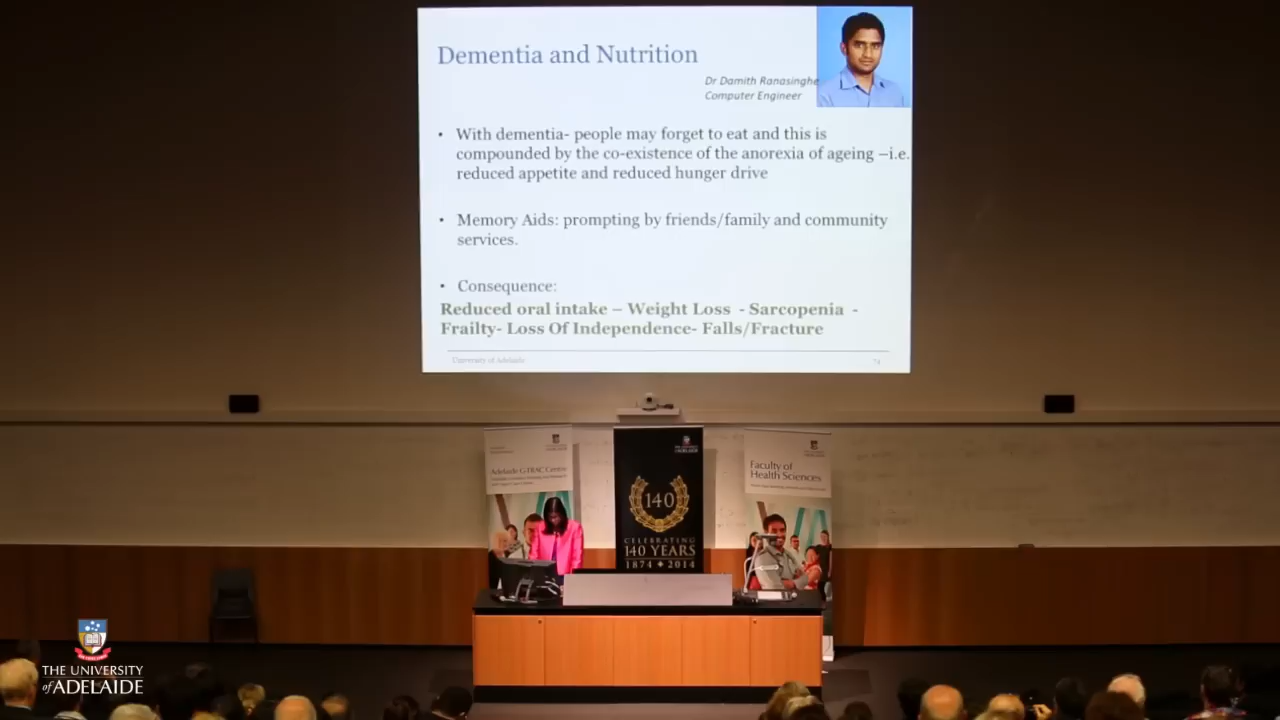 Dementia and Nutrition
Dr Damith Ranasinghe
Computer Engineer
• With dementia- people may forget to eat and this is
compounded by the co-existence of the anorexia of ageing –i.e.
reduced appetite and reduced hunger drive
• Memory Aids: prompting by friends/family and community
services.
• Consequence:
Reduced oral intake – Weight Loss - Sarcopenia -
Frailty- Loss Of Independence- Falls/Fracture
University of Adelaide
74
Adelaide G-TRAC Centre
Faculty of
Health Sciences
140
CELEBRATING
140 YEARS
1874 ✦ 2014
THE UNIVERSITY
of ADELAIDE